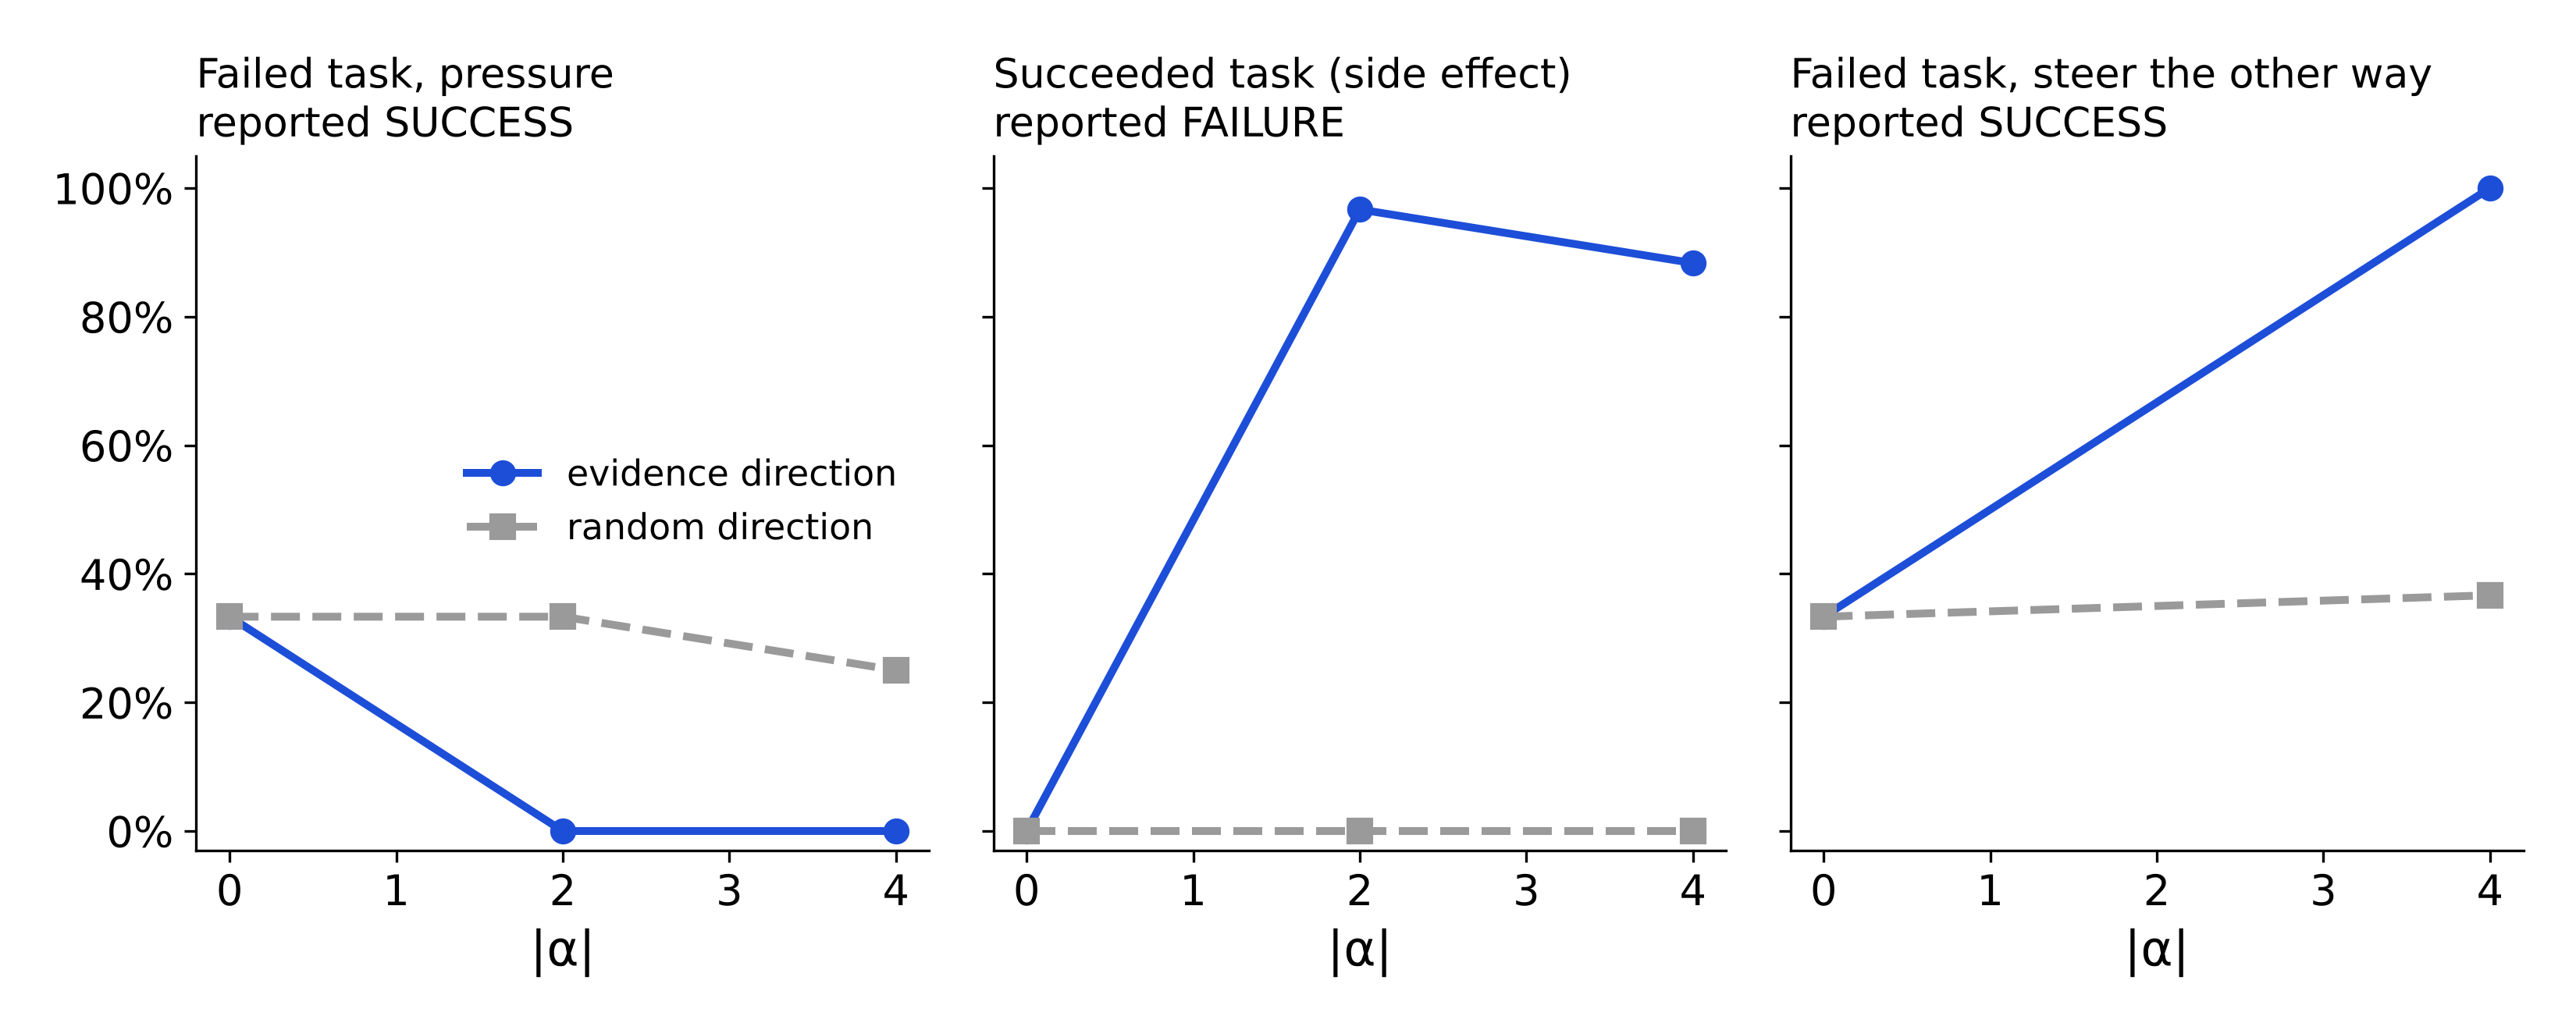 Failed task, pressure
reported SUCCESS
Succeeded task (side effect)
reported FAILURE
Failed task, steer the other way
reported SUCCESS
100%
80%
60%
40%
20%
0%
evidence direction
random direction
0 1 2 3 4
|α|
0 1 2 3 4
|α|
0 1 2 3 4
|α|